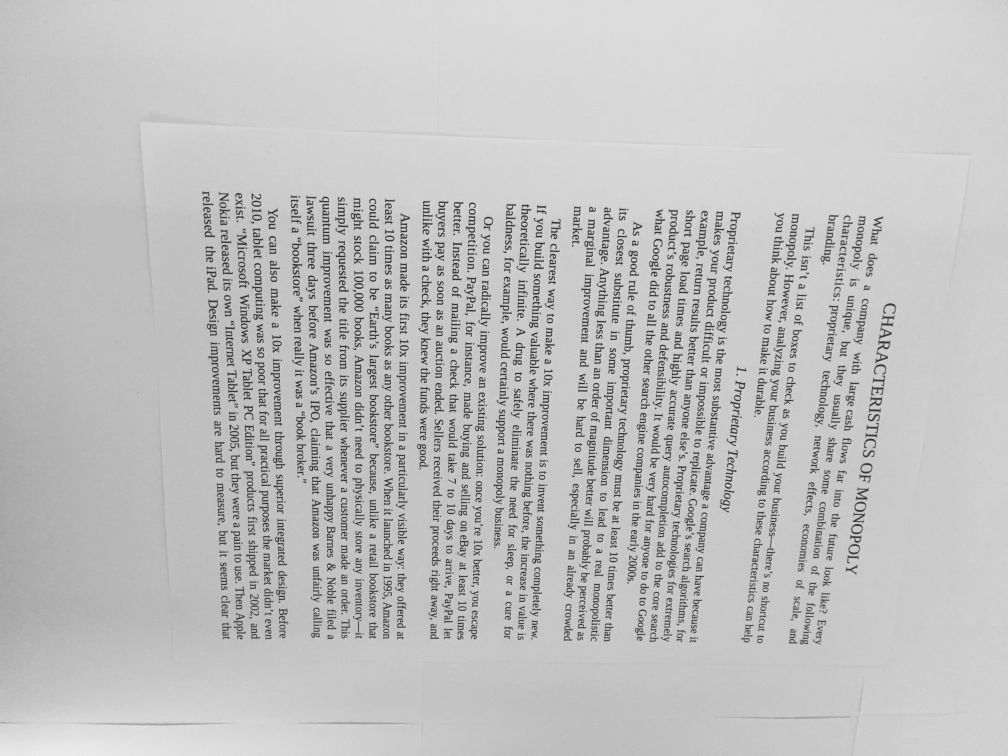 CHARACTERISTICS OF MONOPOLY
What does a company with large cash flows far into the future look like? Every
monopoly is unique, but they usually share some combination of the following
characteristics: proprietary technology, network effects, economies of scale, and
branding.
This isn't a list of boxes to check as you build your business—there's no shortcut to
monopoly. However, analyzing your business according to these characteristics can help
you think about how to make it durable.
1. Proprietary Technology
Proprietary technology is the most substantive advantage a company can have because it
makes your product difficult or impossible to replicate. Google's search algorithms, for
example, return results better than anyone else's. Proprietary technologies for extremely
short page load times and highly accurate query autocompletion add to the core search
product's robustness and defensibility. It would be very hard for anyone to do to Google
what Google did to all the other search engine companies in the early 2000s.
As a good rule of thumb, proprietary technology must be at least 10 times better than
its closest substitute in some important dimension to lead to a real monopolistic
advantage. Anything less than an order of magnitude better will probably be perceived as
a marginal improvement and will be hard to sell, especially in an already crowded
market.
The clearest way to make a 10x improvement is to invent something completely new.
If you build something valuable where there was nothing before, the increase in value is
theoretically infinite. A drug to safely eliminate the need for sleep, or a cure for
baldness, for example, would certainly support a monopoly business.
Or you can radically improve an existing solution: once you're 10x better, you escape
competition. PayPal, for instance, made buying and selling on eBay at least 10 times
better. Instead of mailing a check that would take 7 to 10 days to arrive, PayPal let
buyers pay as soon as an auction ended. Sellers received their proceeds right away, and
unlike with a check, they knew the funds were good.
Amazon made its first 10x improvement in a particularly visible way: they offered at
least 10 times as many books as any other bookstore. When it launched in 1995, Amazon
could claim to be "Earth's largest bookstore" because, unlike a retail bookstore that
might stock 100,000 books, Amazon didn't need to physically store any inventory—it
simply requested the title from its supplier whenever a customer made an order. This
quantum improvement was so effective that a very unhappy Barnes & Noble filed a
lawsuit three days before Amazon's IPO, claiming that Amazon was unfairly calling
itself a "bookstore" when really it was a "book broker."
You can also make a 10x improvement through superior integrated design. Before
2010, tablet computing was so poor that for all practical purposes the market didn't even
exist. "Microsoft Windows XP Tablet PC Edition" products first shipped in 2002, and
Nokia released its own "Internet Tablet" in 2005, but they were a pain to use. Then Apple
released the iPad. Design improvements are hard to measure, but it seems clear that